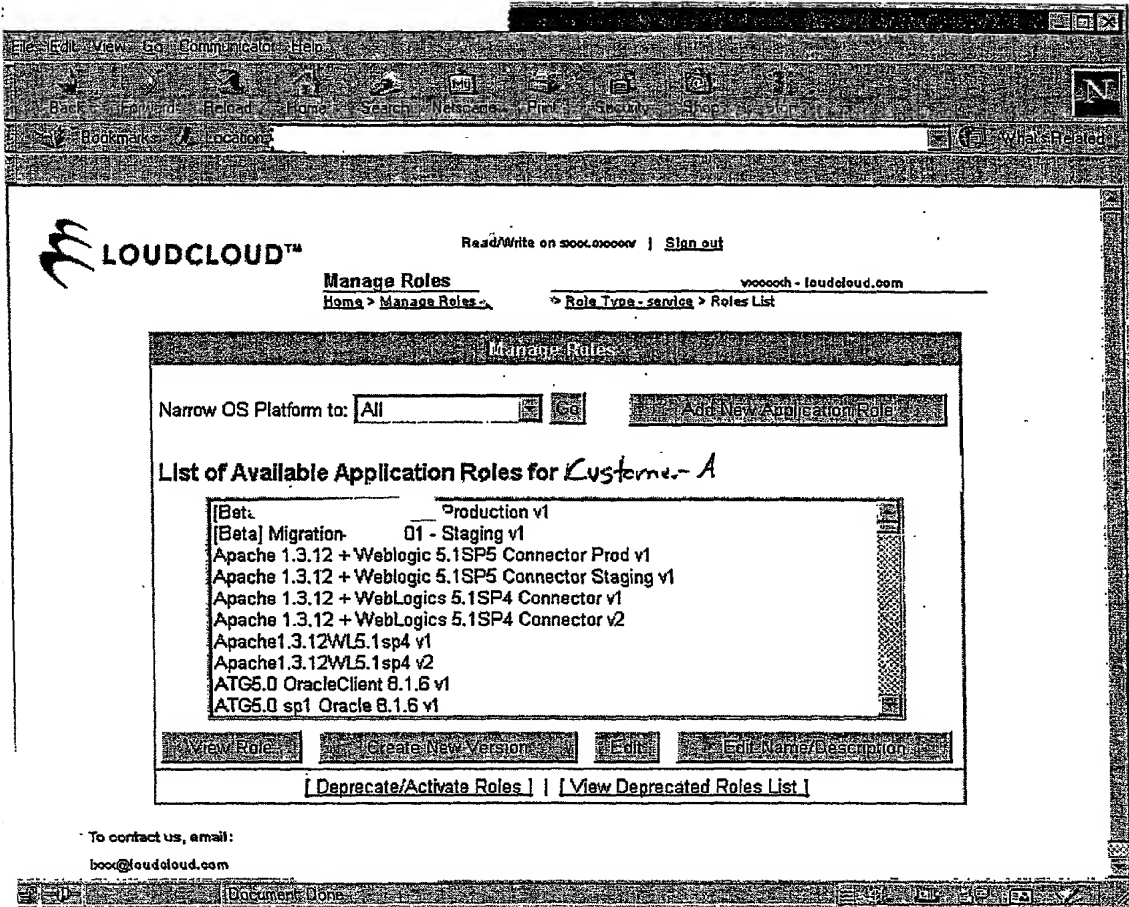 File Edit View Go Communicator Help
Back Forward Reload Home Search Netscape Print Security Shop Stop
Bookmarks Location: What's Related
N
LOUDCLOUD™
Read/Write on | Sign out
Manage Roles
- loudcloud.com
Home > Manage Roles - > Role Type - service > Roles List
Manage Roles
Narrow OS Platform to: All Go Add New Application Role
List of Available Application Roles for Customer-A
[Beta Production v1
[Beta] Migration- 01 - Staging v1
Apache 1.3.12 + Weblogic 5.1SP5 Connector Prod v1
Apache 1.3.12 + Weblogic 5.1SP5 Connector Staging v1
Apache 1.3.12 + WebLogics 5.1SP4 Connector v1
Apache 1.3.12 + WebLogics 5.1SP4 Connector v2
Apache1.3.12WL5.1sp4 v1
Apache1.3.12WL5.1sp4 v2
ATG5.0 OracleClient 8.1.6 v1
ATG5.0 sp1 Oracle 8.1.6 v1
View Role Create New Version Edit Edit Name/Description
[ Deprecate/Activate Roles ] | [ View Deprecated Roles List ]
To contact us, email:
lxxx@loudcloud.com
Document: Done